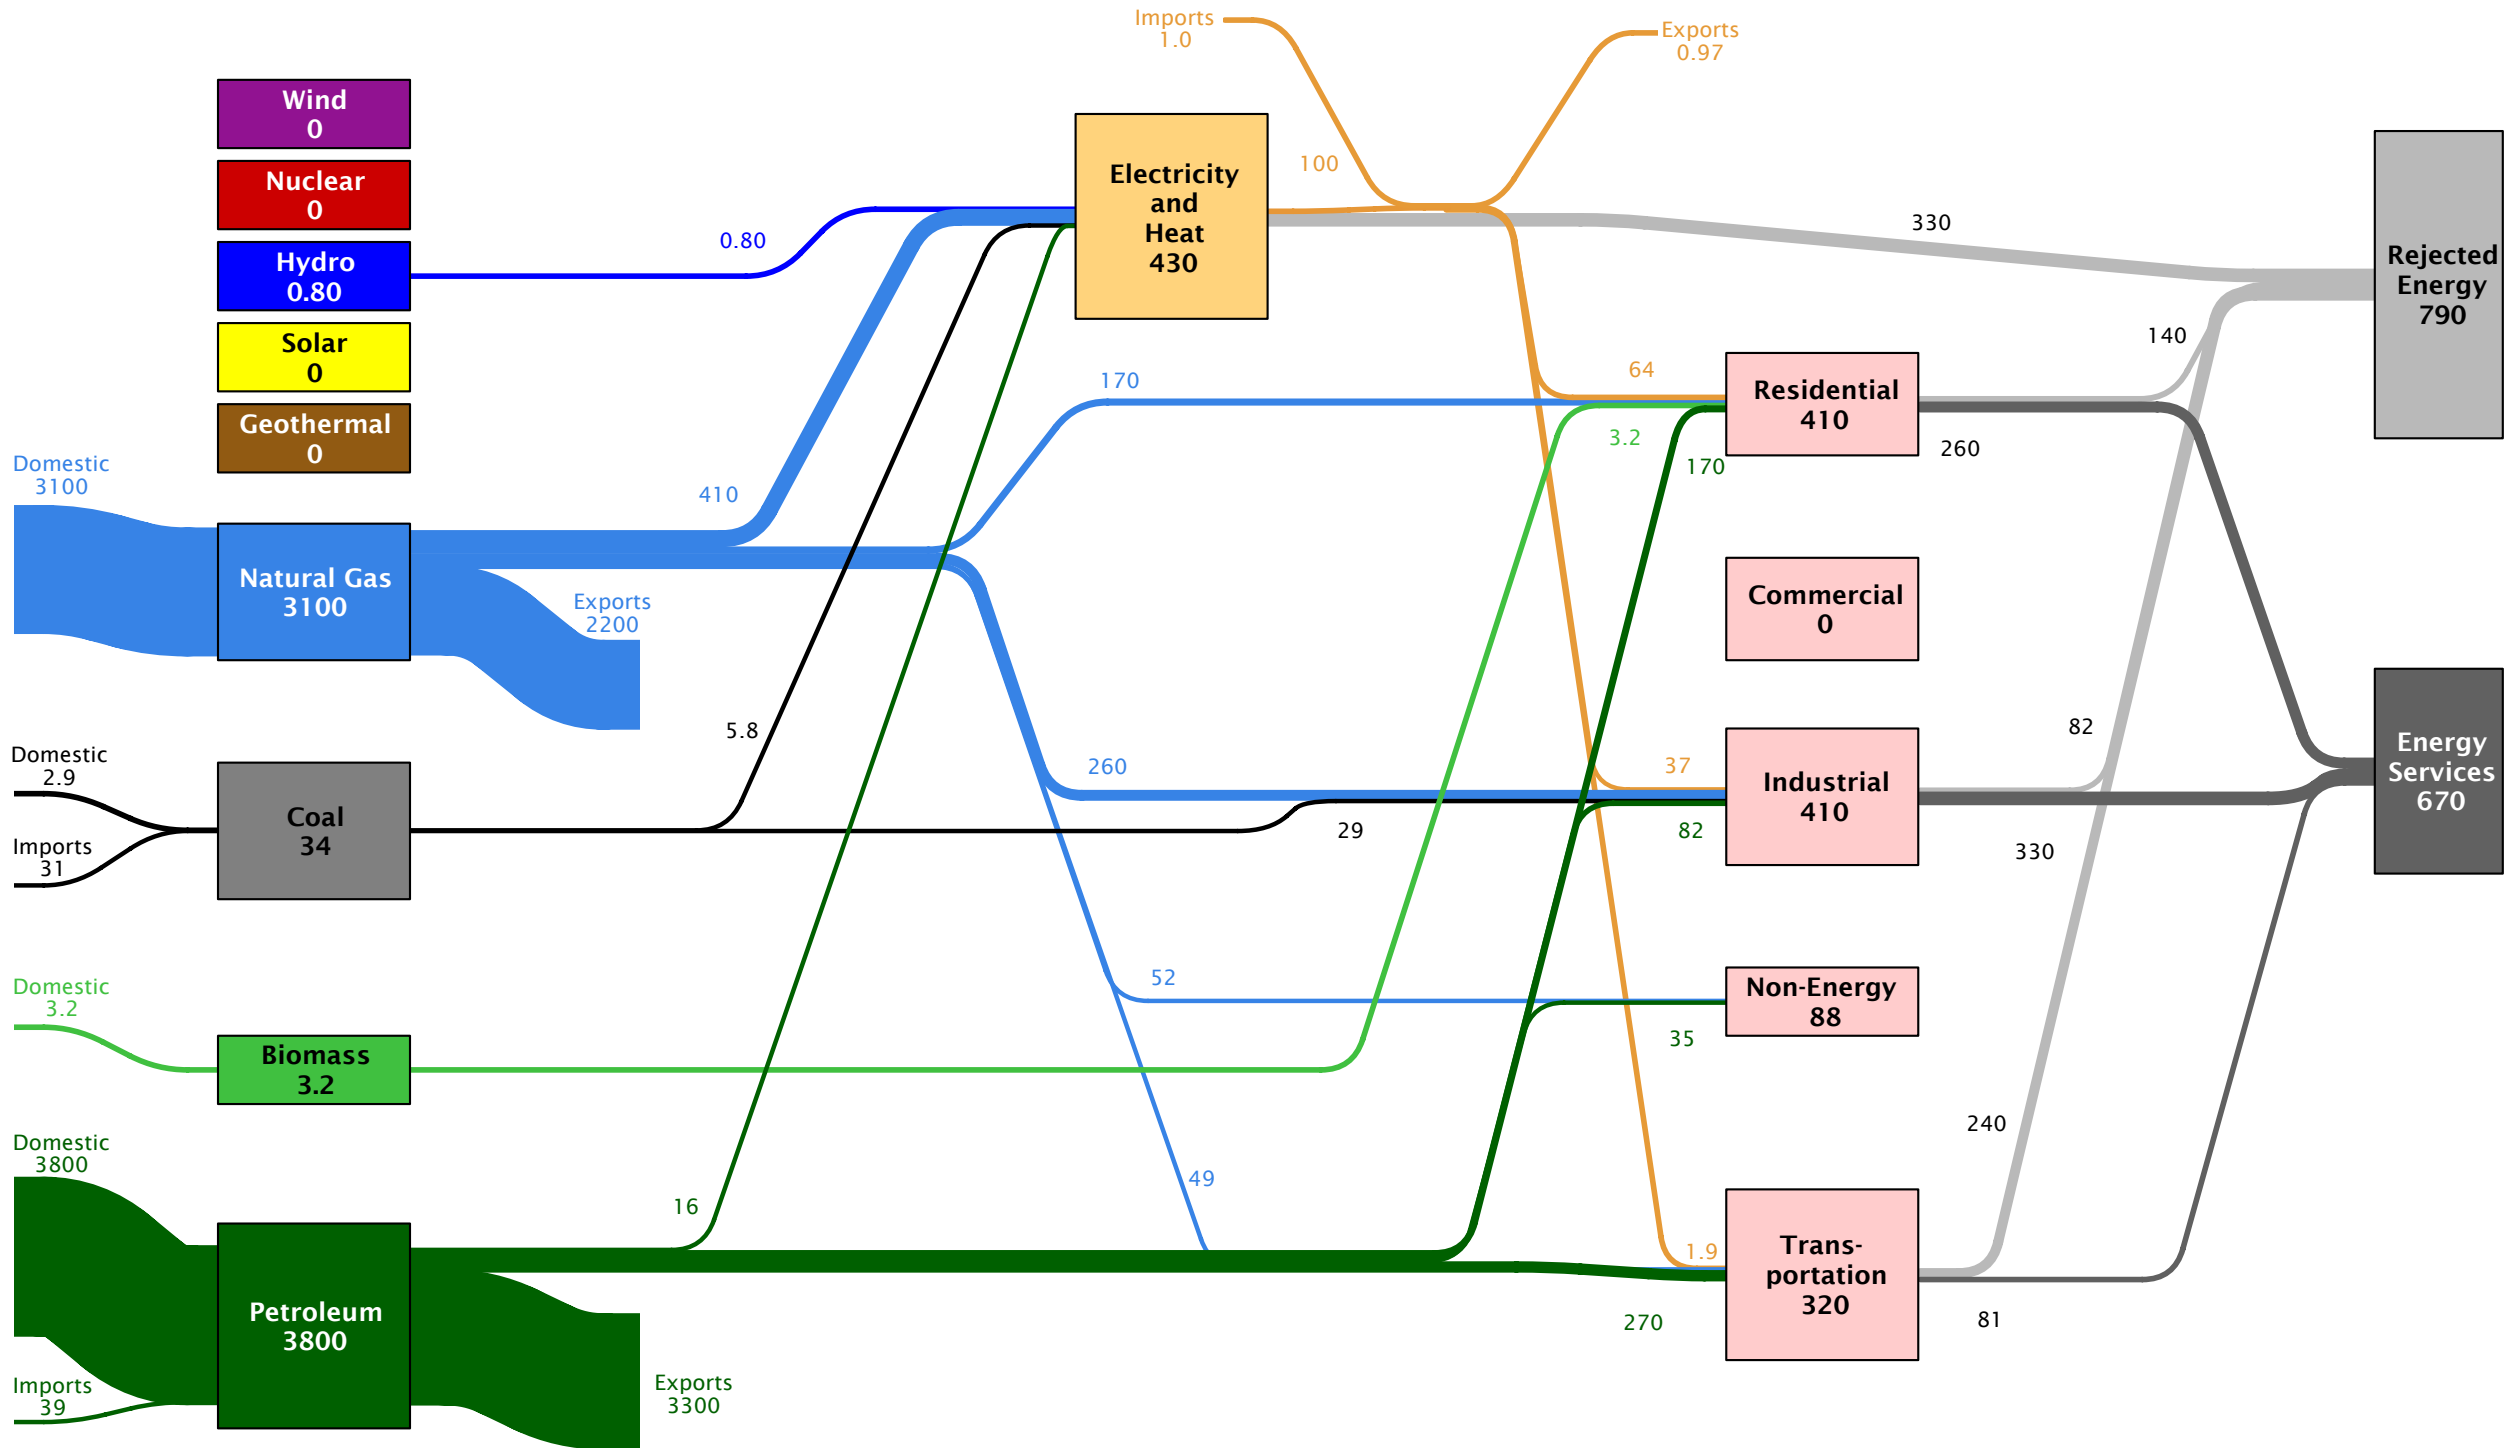 Imports
1.0
Exports
0.97
Wind
0
Nuclear
0
Hydro
0.80
Solar
0
Geothermal
0
Domestic
3100
Natural Gas
3100
Exports
2200
Domestic
2.9
Imports
31
Coal
34
Domestic
3.2
Biomass
3.2
Domestic
3800
Imports
39
Petroleum
3800
Exports
3300
0.80
410
5.8
16
Electricity
and
Heat
430
100
170
260
29
52
49
64
3.2
170
37
82
35
1.9
270
Residential
410
Commercial
0
Industrial
410
Non-Energy
88
Trans-
portation
320
330
140
260
82
330
240
81
Rejected
Energy
790
Energy
Services
670